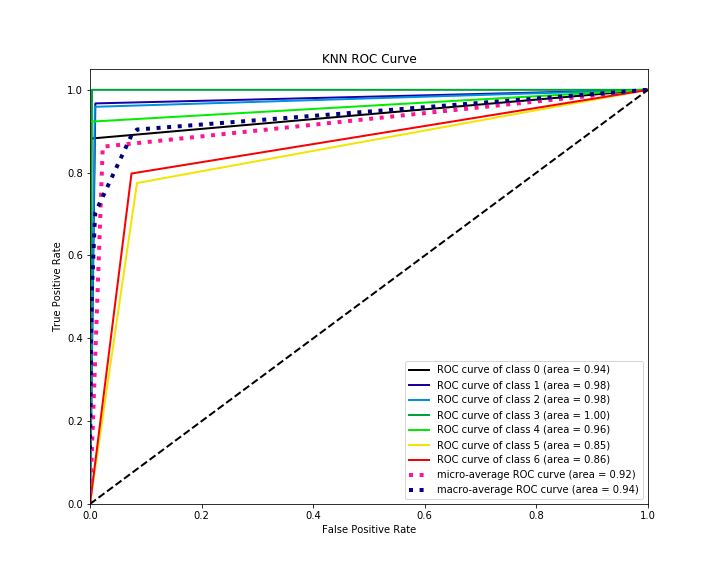 KNN ROC Curve
True Positive Rate
1.0
0.8
0.6
0.4
0.2
0.0
ROC curve of class 0 (area = 0.94)
ROC curve of class 1 (area = 0.98)
ROC curve of class 2 (area = 0.98)
ROC curve of class 3 (area = 1.00)
ROC curve of class 4 (area = 0.96)
ROC curve of class 5 (area = 0.85)
ROC curve of class 6 (area = 0.86)
micro-average ROC curve (area = 0.92)
macro-average ROC curve (area = 0.94)
0.0 0.2 0.4 0.6 0.8 1.0
False Positive Rate